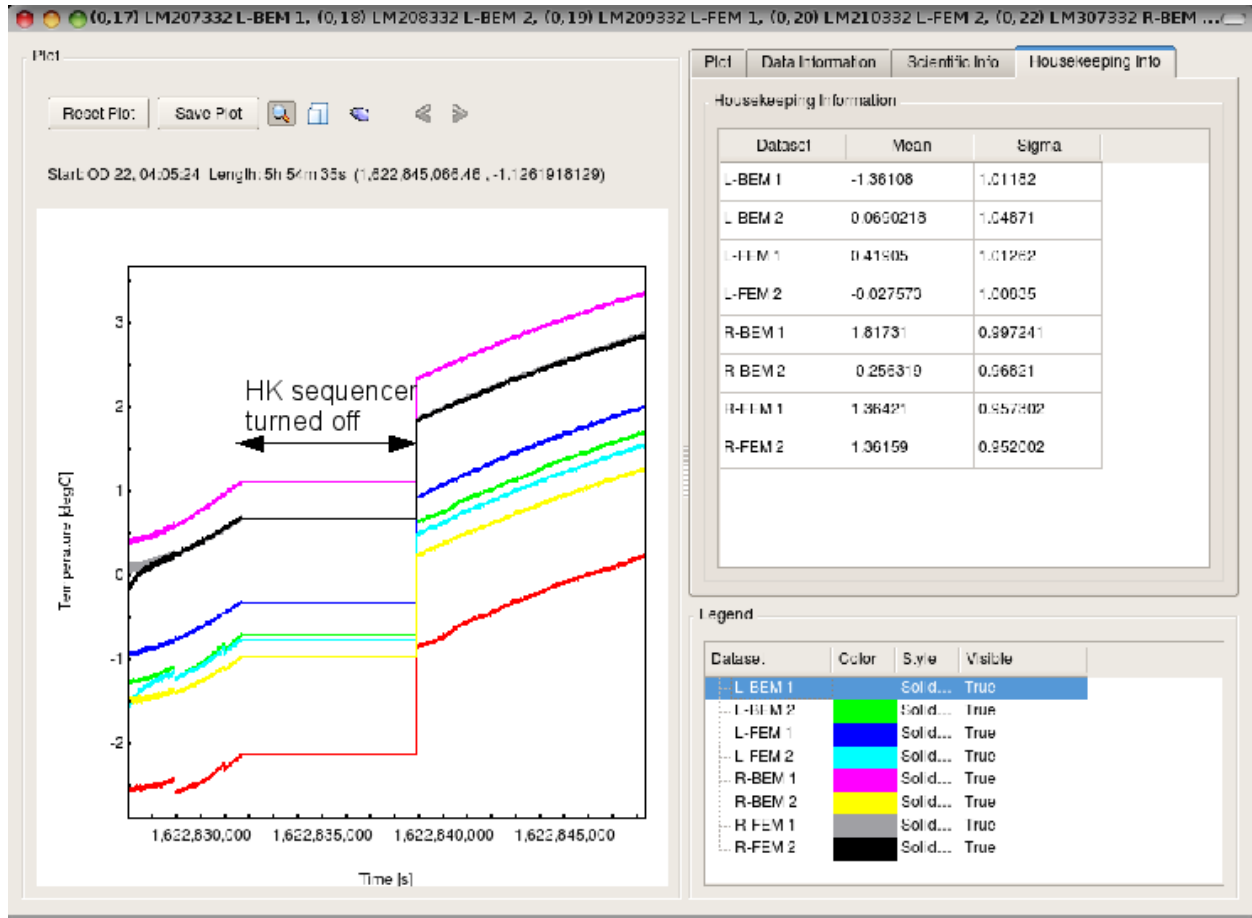 (0,17) LM207332 L-BEM 1, (0,18) LM208332 L-BEM 2, (0,19) LM209332 L-FEM 1, (0,20) LM210332 L-FEM 2, (0,22) LM307332 R-BEM ...
Plot
Reset Plot Save Plot
Start: OD 22, 04:05:24 Length: 5h 54m 35s (1,622,845,066.46 , -1.1261918129)
HK sequencer
turned off
3
2
1
0
-1
-2
Temperature [degC]
1,622,830,000 1,622,835,000 1,622,840,000 1,622,845,000
Time [s]
Plot Data Information Scientific Info Housekeeping Info
Housekeeping Information
Dataset Mean Sigma
L-BEM 1 -1.36108 1.01182
L-BEM 2 0.0690218 1.04871
L-FEM 1 0.41905 1.01262
L-FEM 2 -0.027573 1.00835
R-BEM 1 1.81731 0.997241
R-BEM 2 -0.256319 0.96821
R-FEM 1 1.36421 0.957302
R-FEM 2 1.36159 0.952002
Legend
Dataset Color Style Visible
L-BEM 1 Solid... True
L-BEM 2 Solid... True
L-FEM 1 Solid... True
L-FEM 2 Solid... True
R-BEM 1 Solid... True
R-BEM 2 Solid... True
R-FEM 1 Solid... True
R-FEM 2 Solid... True